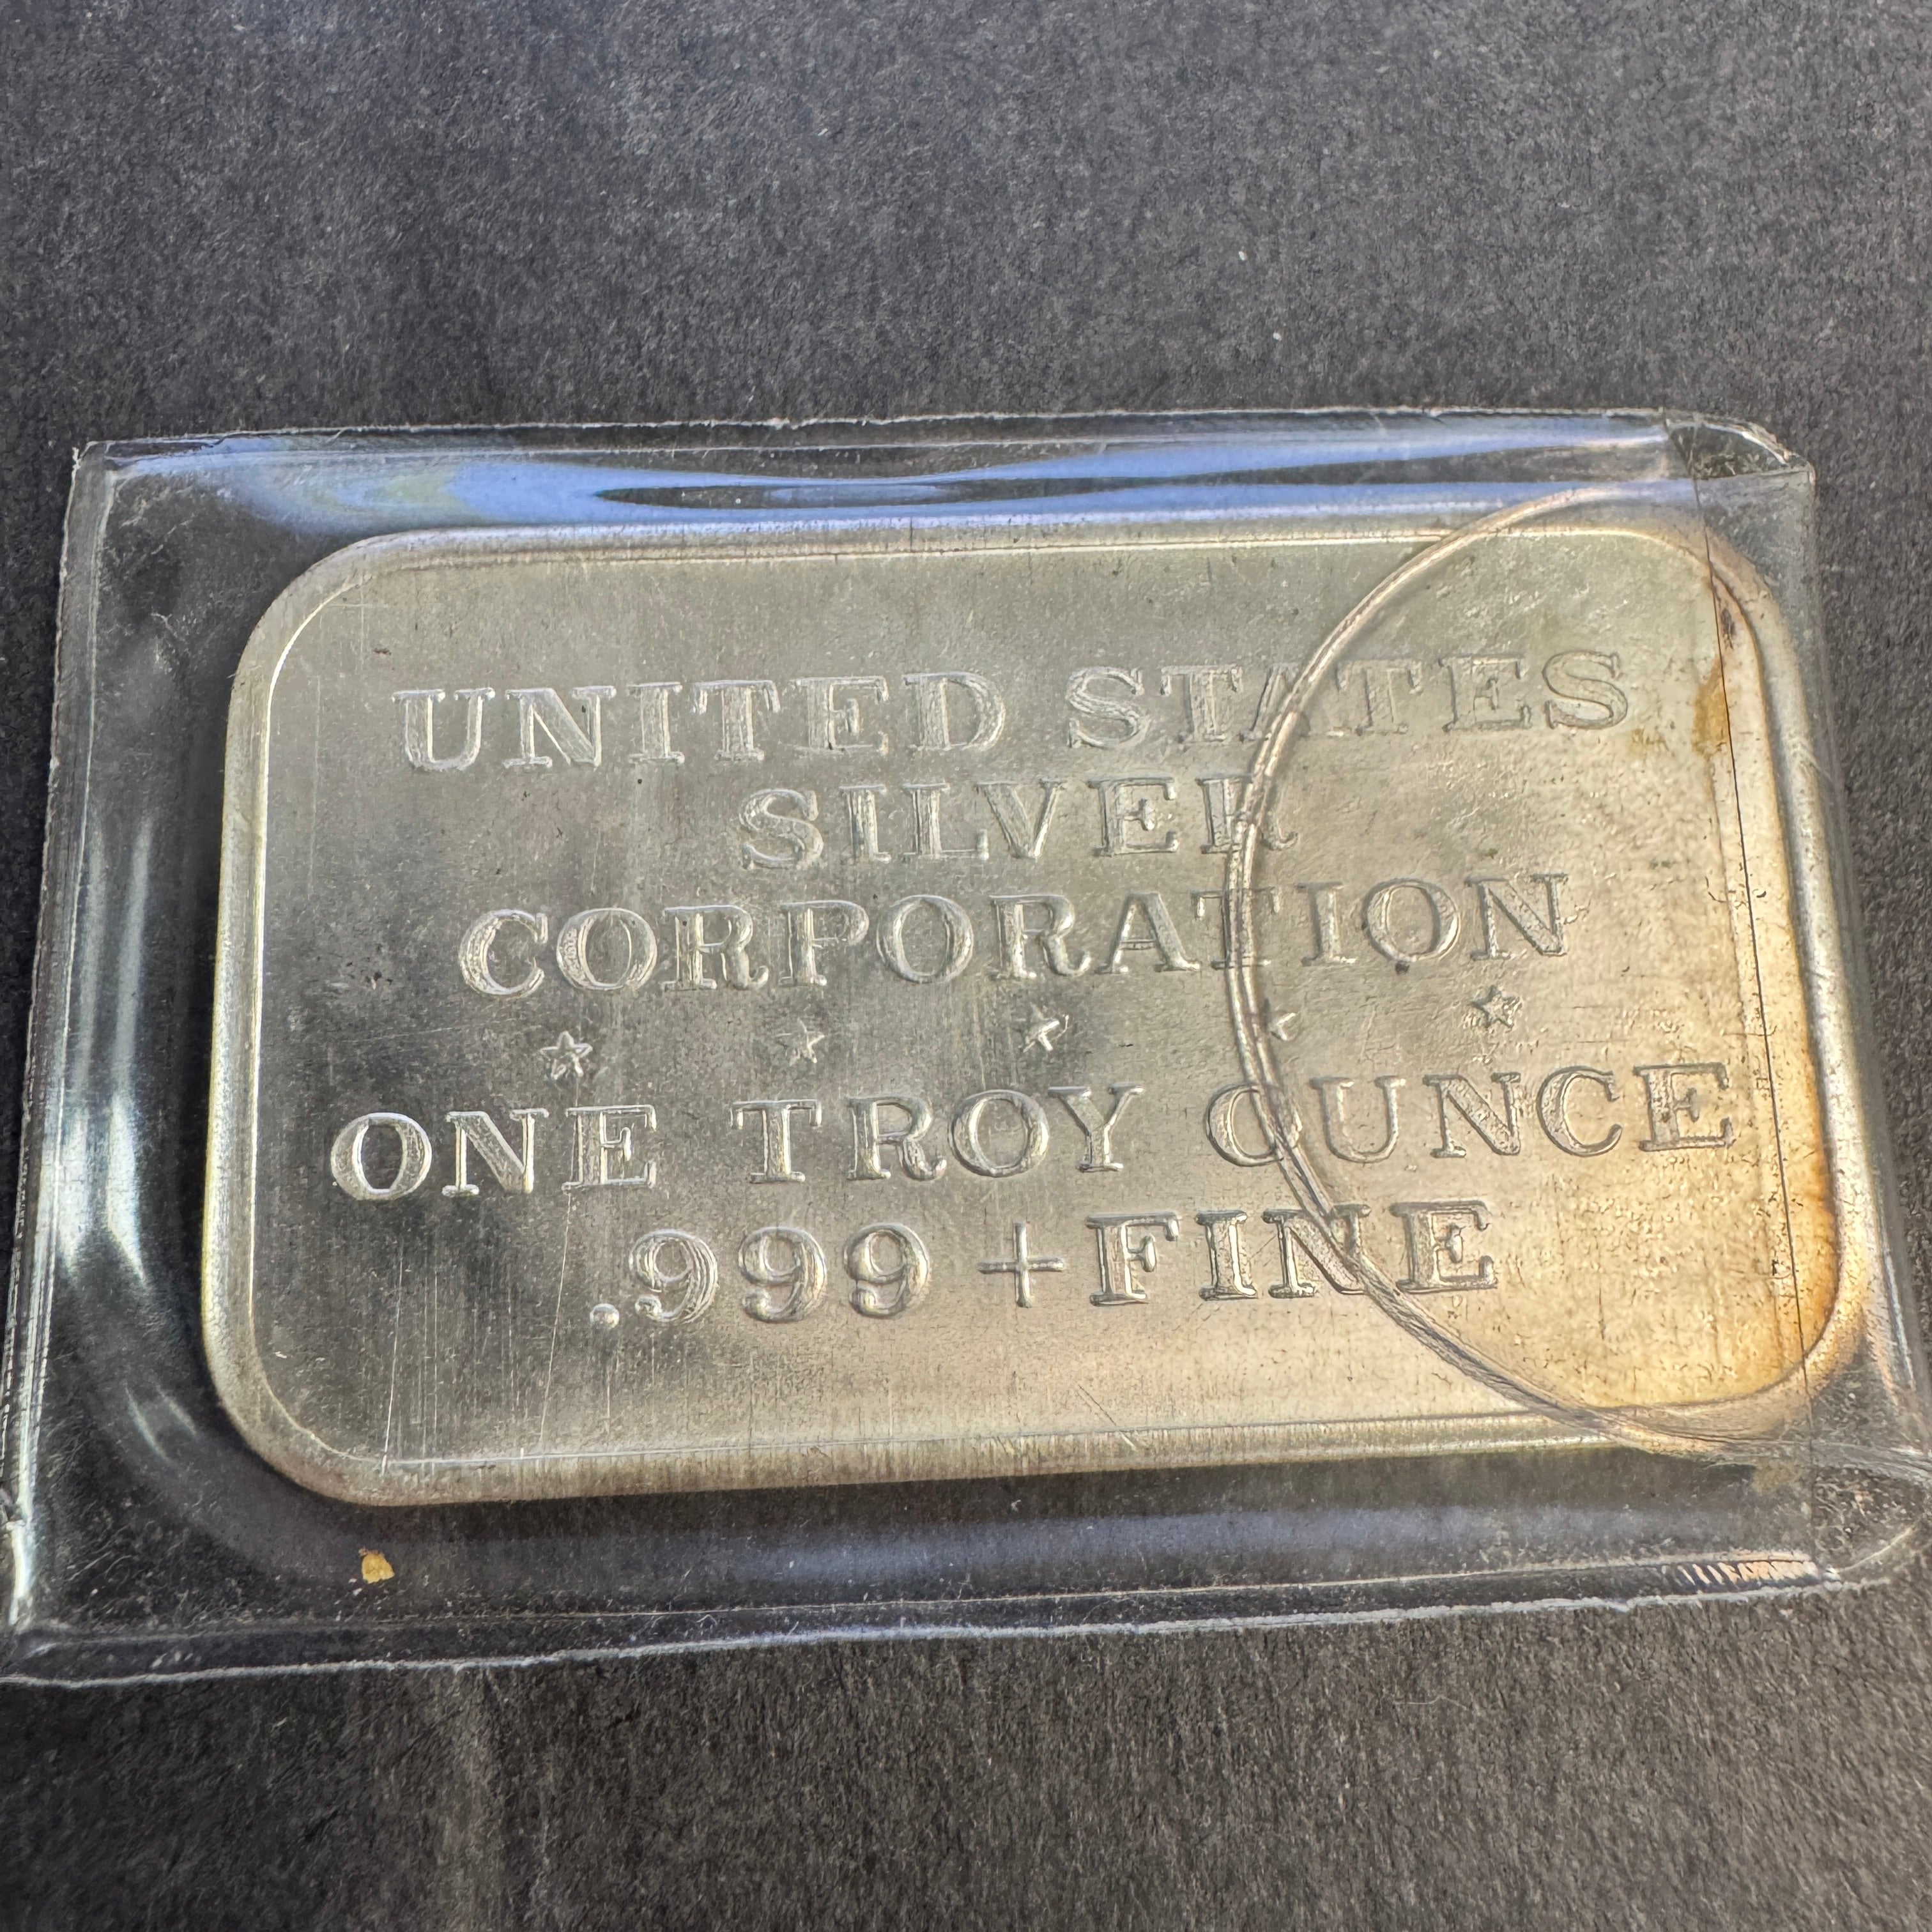 UNITED STATES
SILVER
CORPORATION
ONE TROY OUNCE
.999 + FINE